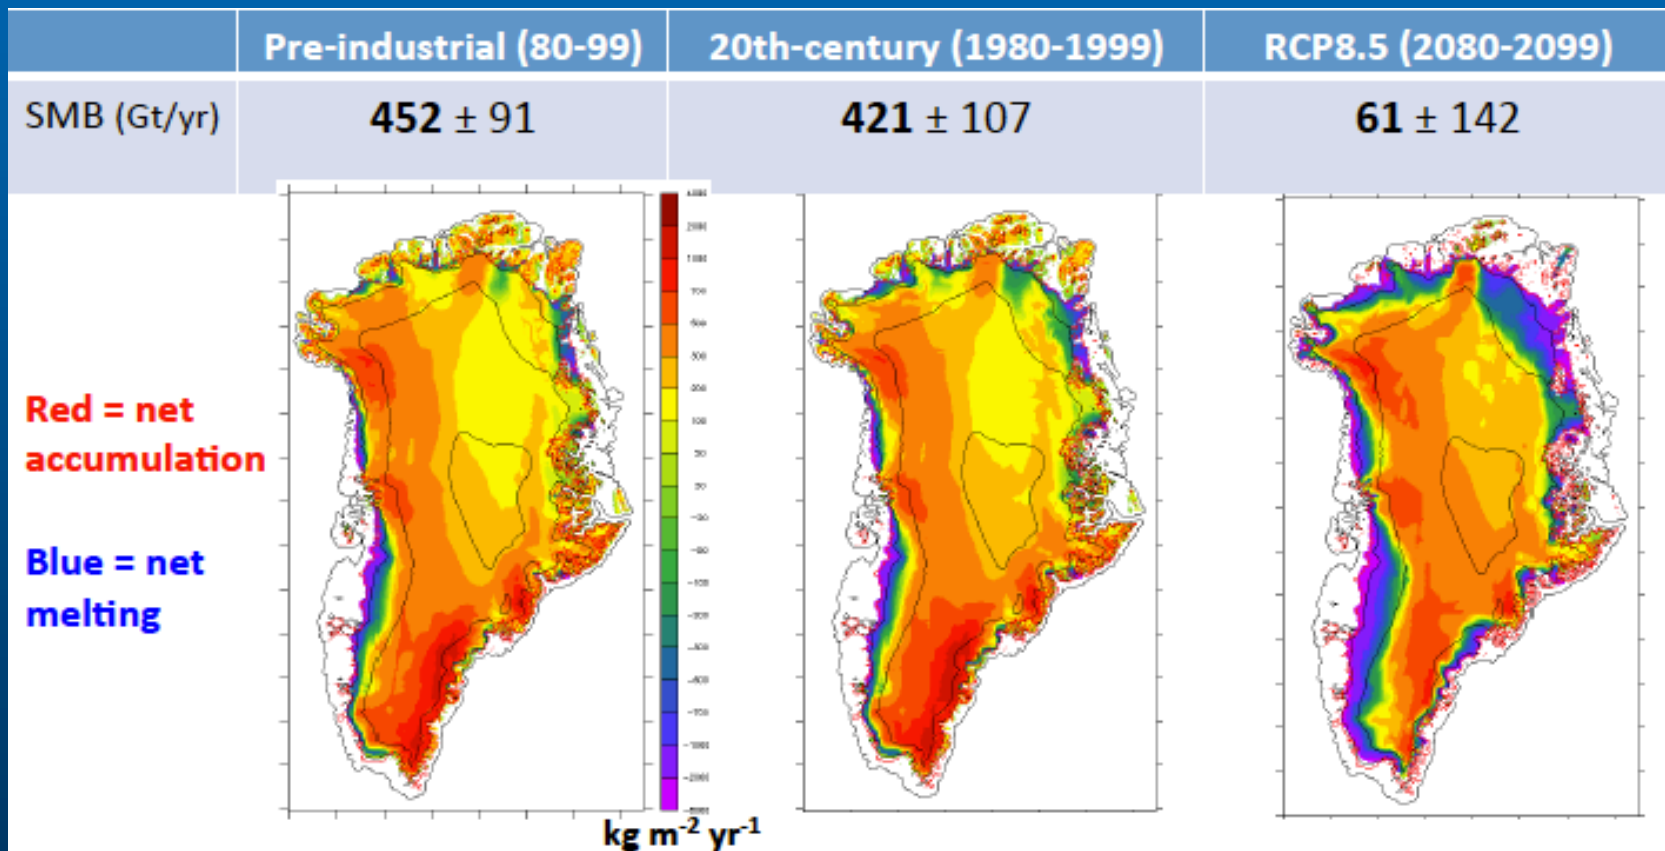 Pre-industrial (80-99) 20th-century (1980-1999) RCP8.5 (2080-2099)
SMB (Gt/yr) 452 ± 91 421 ± 107 61 ± 142
Red = net
accumulation
Blue = net
melting
kg m⁻² yr⁻¹